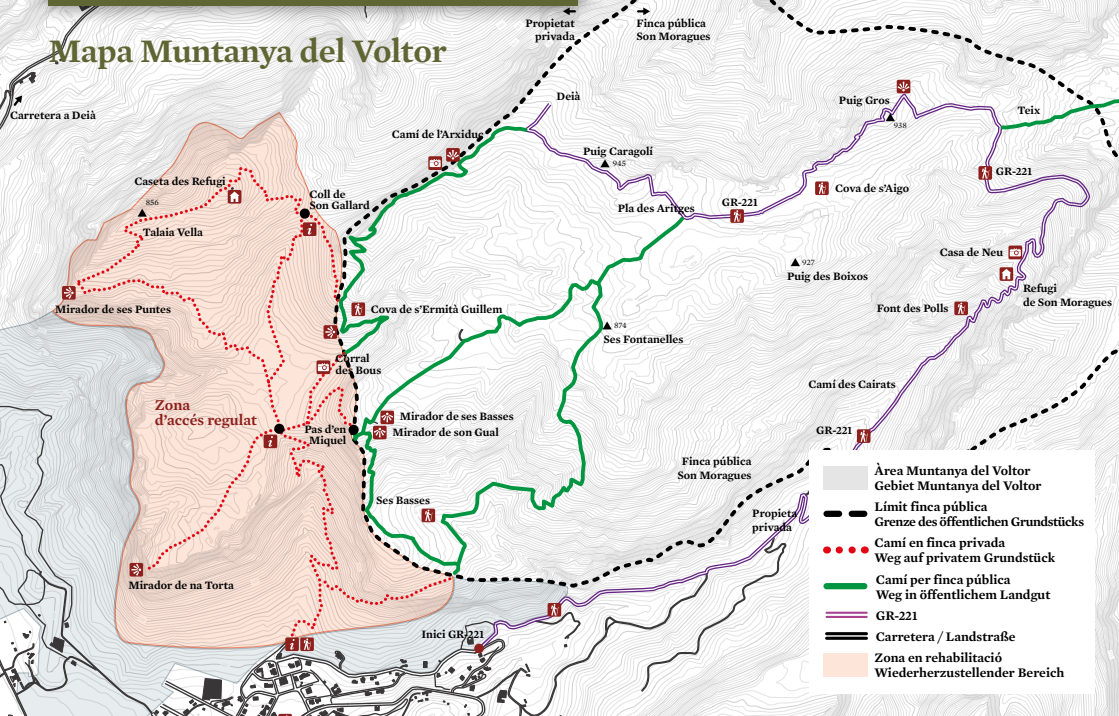 Mapa Muntanya del Voltor
Propietat
privada
Finca pública
Son Moragues
Carretera a Deià
Deià
Camí de l'Arxiduc
Puig Gros
938
Teix
Puig Caragolí
945
GR-221
Caseta des Refugi
Coll de
Son Gallard
Cova de s'Aigo
856
Talaia Vella
Pla des Aritges
GR-221
Casa de Neu
927
Puig des Boixos
Refugi
de Son Moragues
Mirador de ses Puntes
Cova de s'Ermità Guillem
Font des Polls
874
Ses Fontanelles
Corral
des Bous
Camí des Cairats
Zona
d'accés regulat
Mirador de ses Basses
Mirador de son Gual
Pas d'en
Miquel
GR-221
Finca pública
Son Moragues
Ses Basses
Propieta
privada
Mirador de na Torta
Inici GR-221
Àrea Muntanya del Voltor
Gebiet Muntanya del Voltor
Límit finca pública
Grenze des öffentlichen Grundstücks
Camí en finca privada
Weg auf privatem Grundstück
Camí per finca pública
Weg in öffentlichem Landgut
GR-221
Carretera / Landstraße
Zona en rehabilitació
Wiederherzustellender Bereich